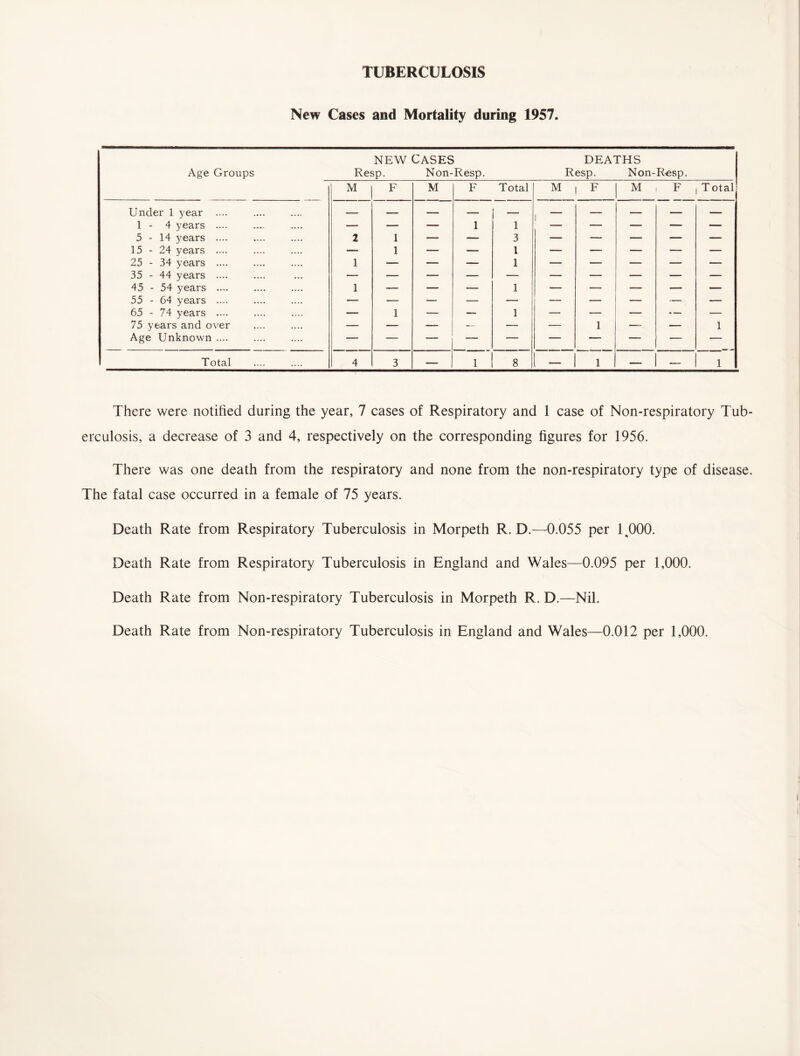 TUBERCULOSIS
New Cases and Mortality during 1957.
NEW CASES DEATHS
Age Groups Resp. Non-Resp. Resp. Non-Resp.
M F M F Total M F M F Total
Under 1 year .... .... .... — — — — — — — — — —
1 - 4 years .... .... .... — — — 1 1 — — — — —
5 - 14 years .... .... .... 2 1 — — 3 — — — — —
15 - 24 years .... .... .... — 1 — — 1 — — — — —
25 - 34 years .... .... .... 1 — — — 1 — — — — —
35 - 44 years .... .... ... — — — — — — — — — —
45 - 54 years .... .... .... 1 — — — 1 — — — — —
55 - 64 years .... .... .... — — — — — — — — — —
65 - 74 years .... .... .... — 1 — — 1 — — — — —
75 years and over .... .... — — — — — — 1 — — 1
Age Unknown .... .... .... — — — — — — — — — —
Total .... .... 4 3 — 1 8 — 1 — — 1
There were notified during the year, 7 cases of Respiratory and 1 case of Non-respiratory Tub-
erculosis, a decrease of 3 and 4, respectively on the corresponding figures for 1956.
There was one death from the respiratory and none from the non-respiratory type of disease.
The fatal case occurred in a female of 75 years.
Death Rate from Respiratory Tuberculosis in Morpeth R. D.—0.055 per 1,000.
Death Rate from Respiratory Tuberculosis in England and Wales—0.095 per 1,000.
Death Rate from Non-respiratory Tuberculosis in Morpeth R. D.—Nil.
Death Rate from Non-respiratory Tuberculosis in England and Wales—0.012 per 1,000.